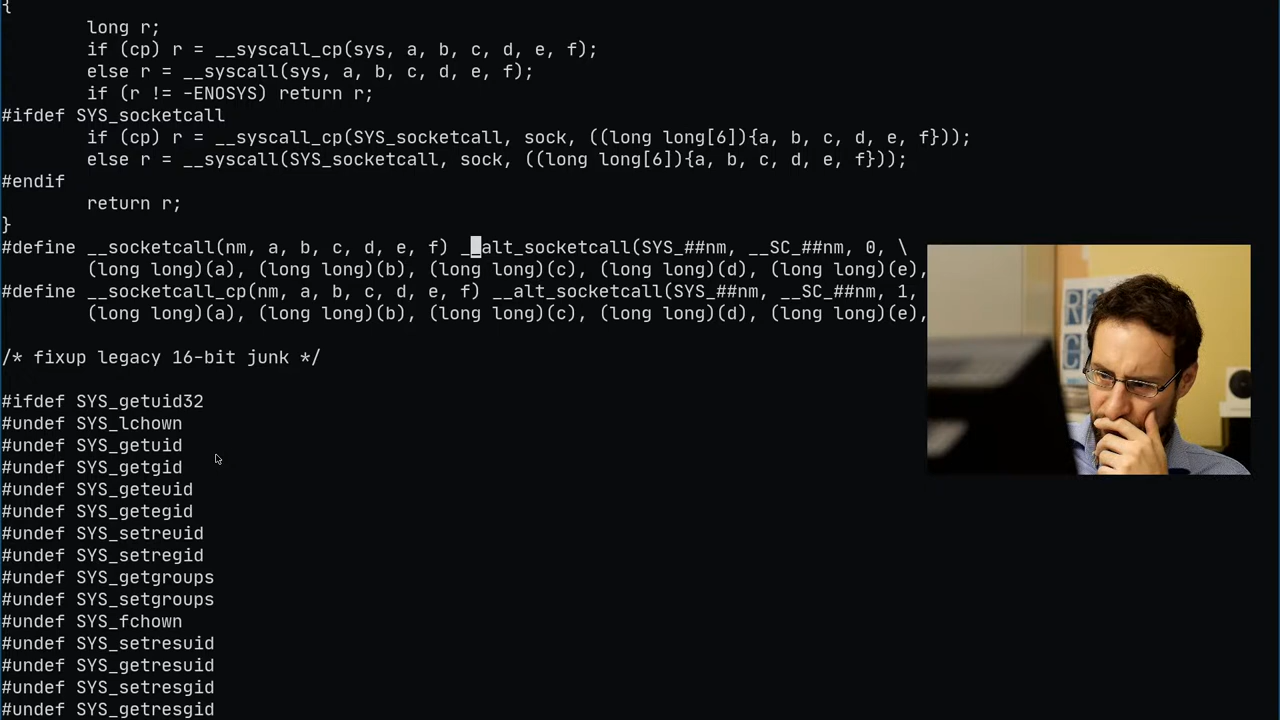 {
        long r;
        if (cp) r = __syscall_cp(sys, a, b, c, d, e, f);
        else r = __syscall(sys, a, b, c, d, e, f);
        if (r != -ENOSYS) return r;
#ifdef SYS_socketcall
        if (cp) r = __syscall_cp(SYS_socketcall, sock, ((long long[6]){a, b, c, d, e, f}));
        else r = __syscall(SYS_socketcall, sock, ((long long[6]){a, b, c, d, e, f}));
#endif
        return r;
}
#define __socketcall(nm, a, b, c, d, e, f) __alt_socketcall(SYS_##nm, __SC_##nm, 0, \
        (long long)(a), (long long)(b), (long long)(c), (long long)(d), (long long)(e),
#define __socketcall_cp(nm, a, b, c, d, e, f) __alt_socketcall(SYS_##nm, __SC_##nm, 1,
        (long long)(a), (long long)(b), (long long)(c), (long long)(d), (long long)(e),
/* fixup legacy 16-bit junk */
#ifdef SYS_getuid32
#undef SYS_lchown
#undef SYS_getuid
#undef SYS_getgid
#undef SYS_geteuid
#undef SYS_getegid
#undef SYS_setreuid
#undef SYS_setregid
#undef SYS_getgroups
#undef SYS_setgroups
#undef SYS_fchown
#undef SYS_setresuid
#undef SYS_getresuid
#undef SYS_setresgid
#undef SYS_getresgid